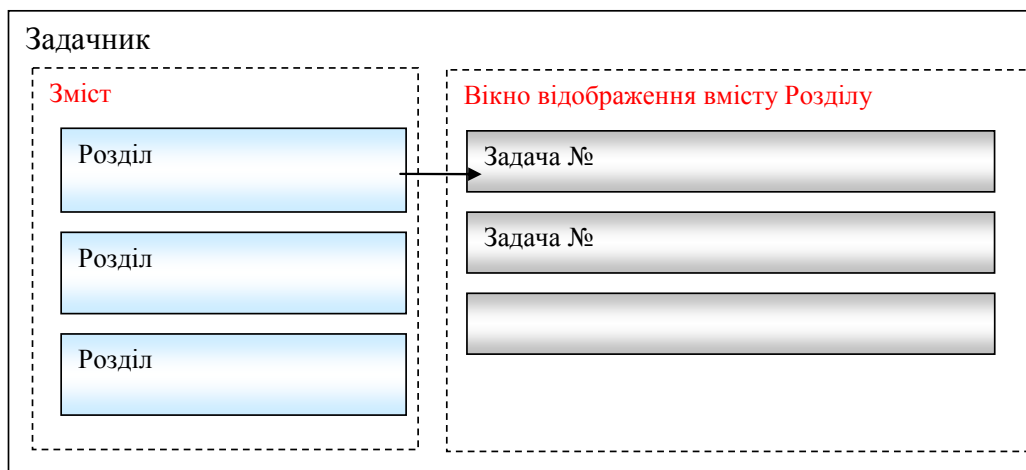 Задачник
Зміст
Розділ
Розділ
Розділ
Вікно відображення вмісту Розділу
Задача №
Задача №